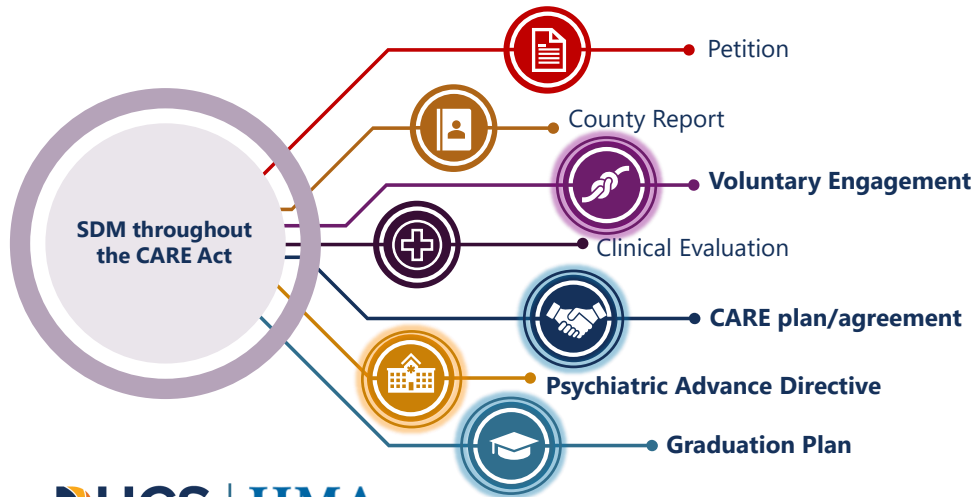 Petition
County Report
Voluntary Engagement
SDM throughout
the CARE Act
Clinical Evaluation
CARE plan/agreement
Psychiatric Advance Directive
Graduation Plan